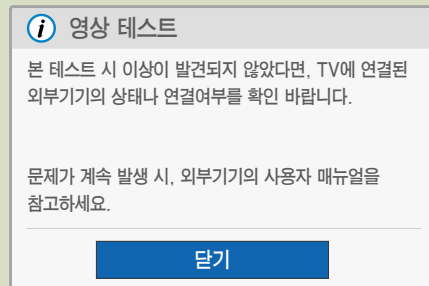 영상 테스트
본 테스트 시 이상이 발견되지 않았다면, TV에 연결된
외부기기의 상태나 연결여부를 확인 바랍니다.
문제가 계속 발생 시, 외부기기의 사용자 매뉴얼을
참고하세요.
닫기